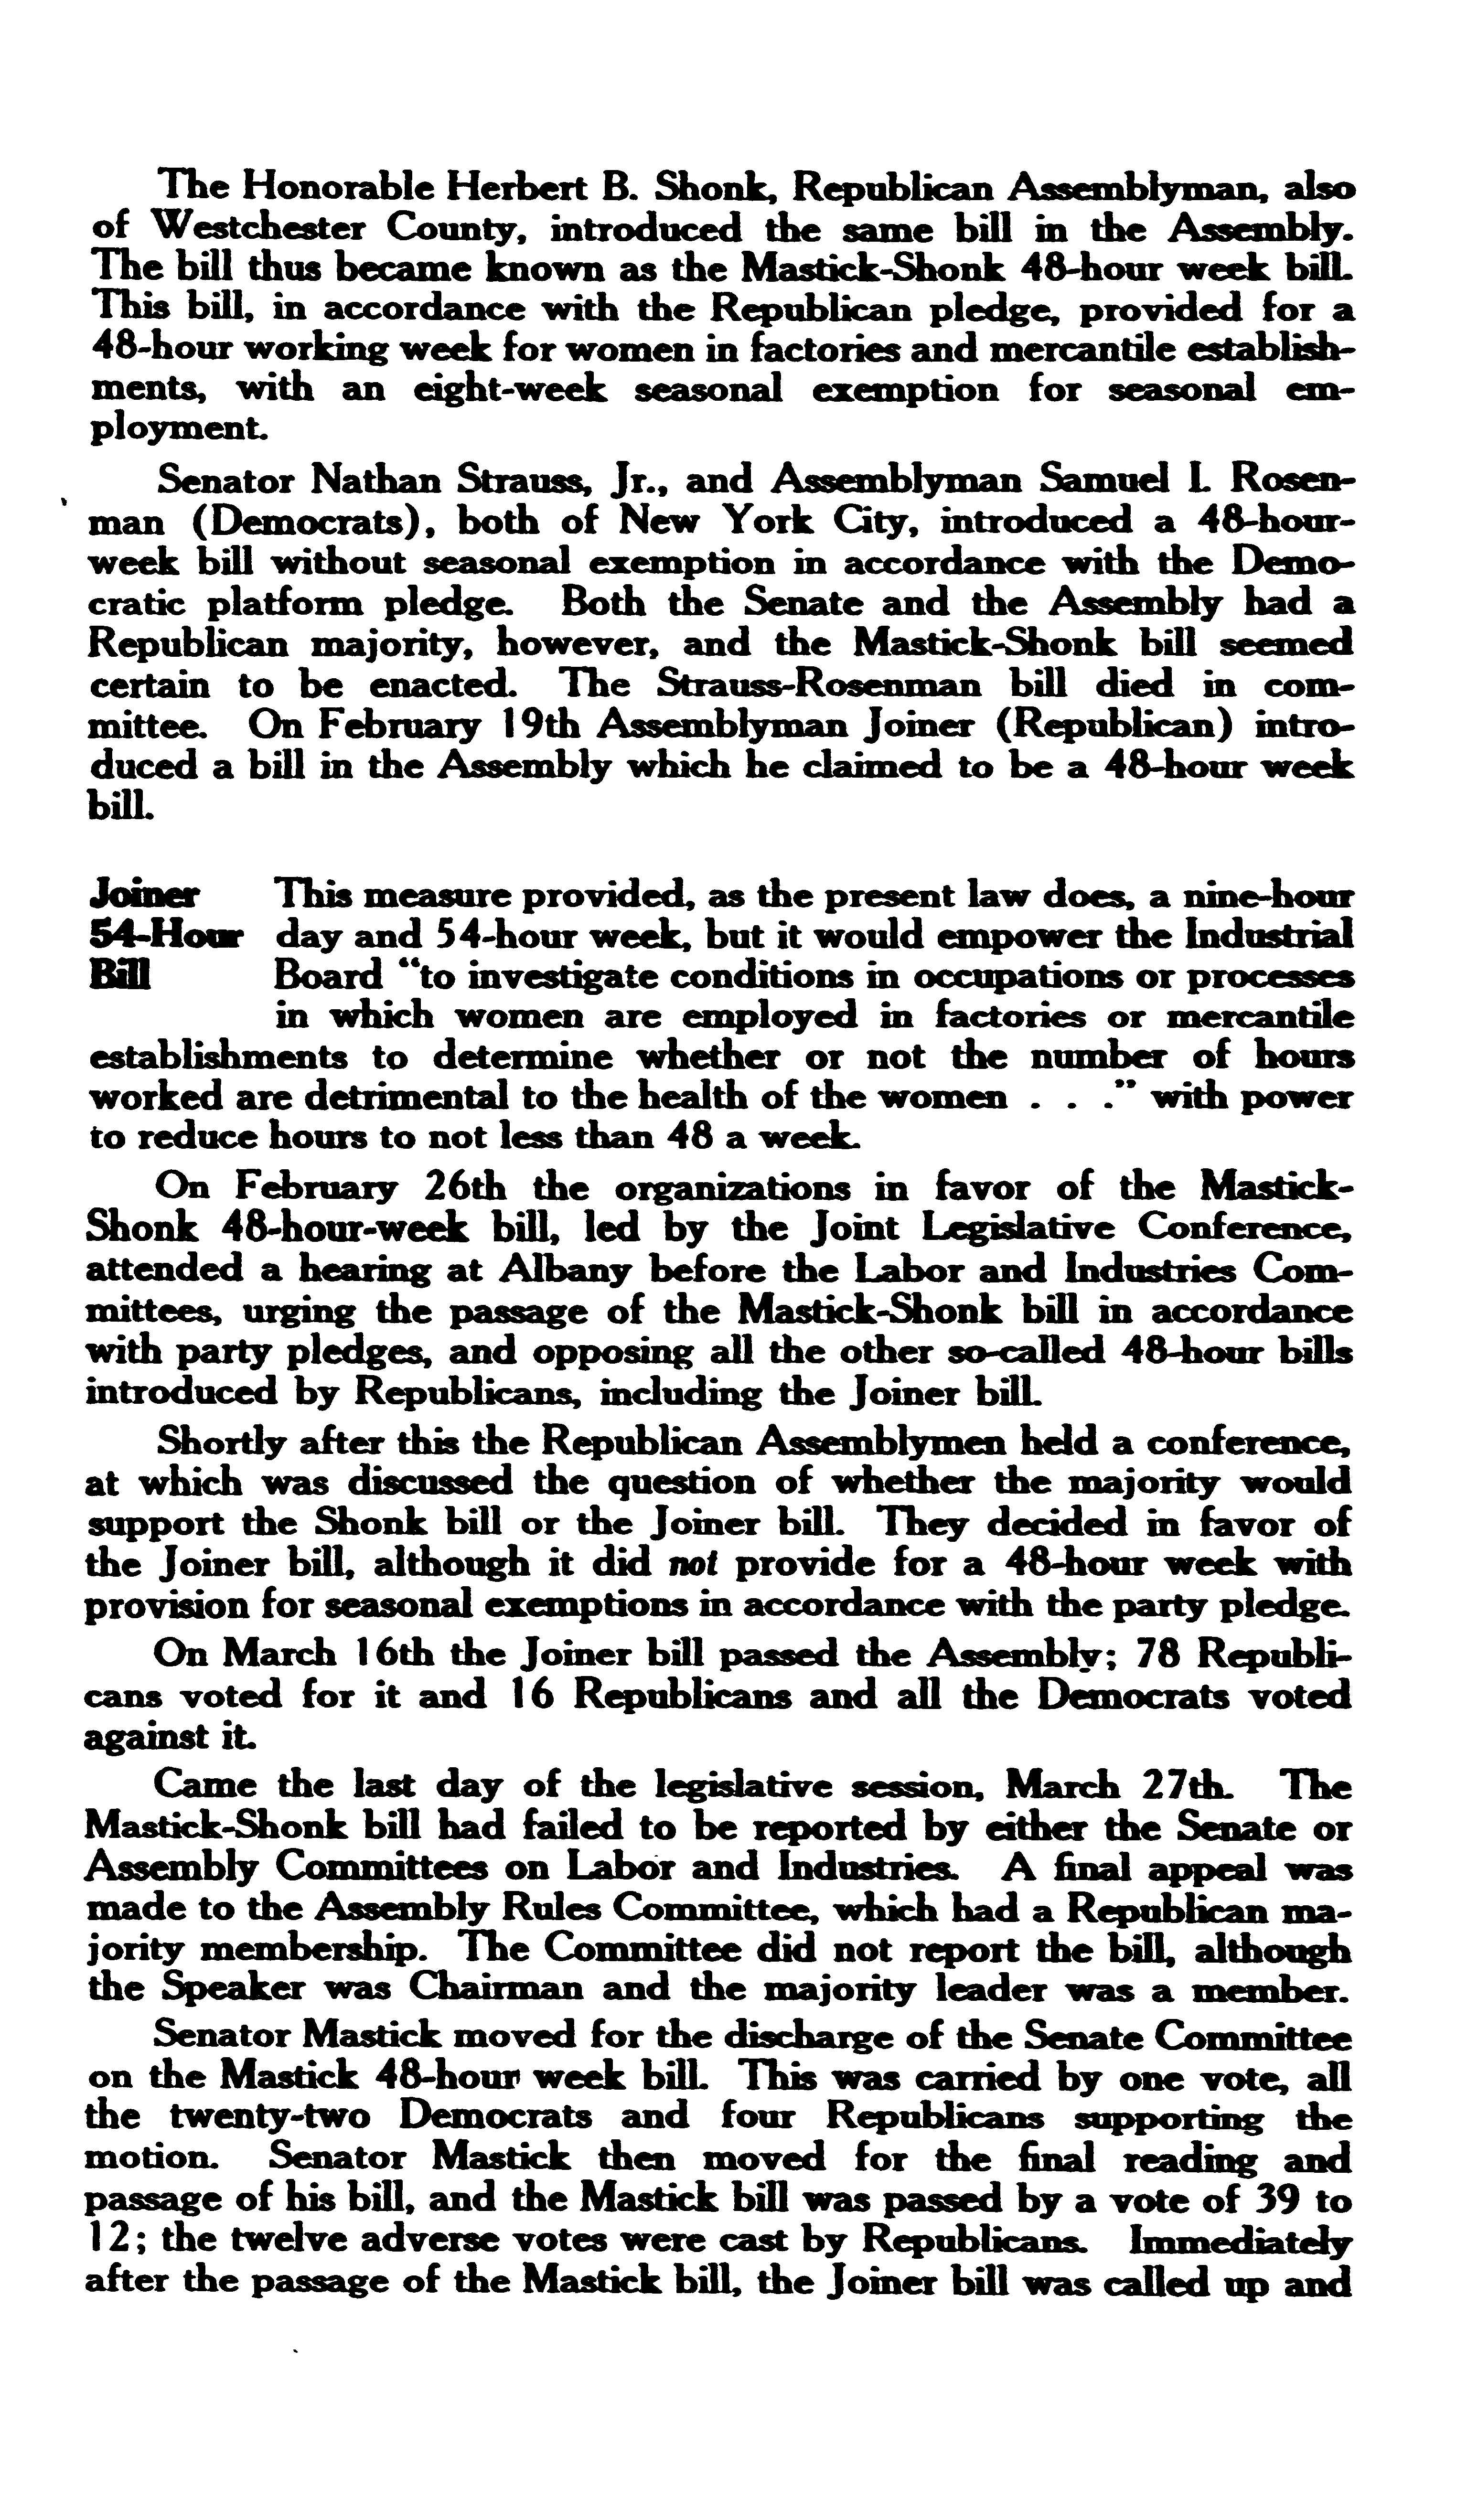 The Honorable Herbert B. Shonk, Republican Assemblyman, also
of Westchester County, introduced the same bill in the Assembly.
The bill thus became known as the Mastick-Shonk 48-hour week bill.
This bill, in accordance with the Republican pledge, provided for a
48-hour working week for women in factories and mercantile establish-
ments, with an eight-week seasonal exemption for seasonal em-
ployment.
Senator Nathan Strauss, Jr., and Assemblyman Samuel I. Rosen-
man (Democrats), both of New York City, introduced a 48-hour-
week bill without seasonal exemption in accordance with the Demo-
cratic platform pledge. Both the Senate and the Assembly had a
Republican majority, however, and the Mastick-Shonk bill seemed
certain to be enacted. The Strauss-Rosenman bill died in com-
mittee. On February 19th Assemblyman Joiner (Republican) intro-
duced a bill in the Assembly which he claimed to be a 48-hour week
bill.
Joiner This measure provided, as the present law does, a nine-hour
54-Hour day and 54-hour week, but it would empower the Industrial
Bill Board “to investigate conditions in occupations or processes
in which women are employed in factories or mercantile
establishments to determine whether or not the number of hours
worked are detrimental to the health of the women . . .” with power
to reduce hours to not less than 48 a week.
On February 26th the organizations in favor of the Mastick-
Shonk 48-hour-week bill, led by the Joint Legislative Conference,
attended a hearing at Albany before the Labor and Industries Com-
mittees, urging the passage of the Mastick-Shonk bill in accordance
with party pledges, and opposing all the other so-called 48-hour bills
introduced by Republicans, including the Joiner bill.
Shortly after this the Republican Assemblymen held a conference,
at which was discussed the question of whether the majority would
support the Shonk bill or the Joiner bill. They decided in favor of
the Joiner bill, although it did not provide for a 48-hour week with
provision for seasonal exemptions in accordance with the party pledge.
On March 16th the Joiner bill passed the Assembly; 78 Republi-
cans voted for it and 16 Republicans and all the Democrats voted
against it.
Came the last day of the legislative session, March 27th. The
Mastick-Shonk bill had failed to be reported by either the Senate or
Assembly Committees on Labor and Industries. A final appeal was
made to the Assembly Rules Committee, which had a Republican ma-
jority membership. The Committee did not report the bill, although
the Speaker was Chairman and the majority leader was a member.
Senator Mastick moved for the discharge of the Senate Committee
on the Mastick 48-hour week bill. This was carried by one vote, all
the twenty-two Democrats and four Republicans supporting the
motion. Senator Mastick then moved for the final reading and
passage of his bill, and the Mastick bill was passed by a vote of 39 to
12; the twelve adverse votes were cast by Republicans. Immediately
after the passage of the Mastick bill, the Joiner bill was called up and